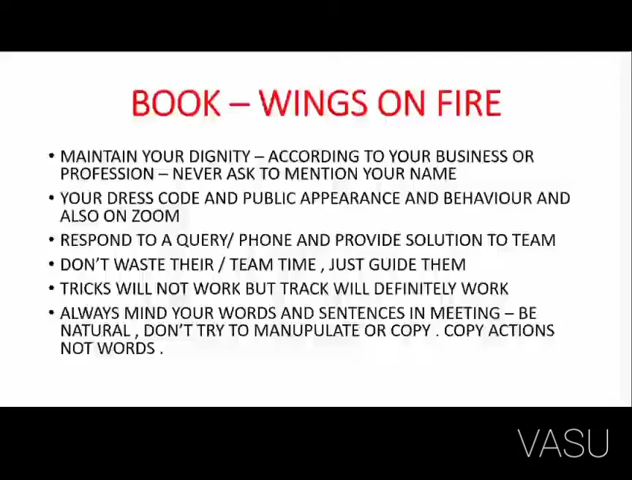 BOOK – WINGS ON FIRE
• MAINTAIN YOUR DIGNITY – ACCORDING TO YOUR BUSINESS OR
PROFESSION – NEVER ASK TO MENTION YOUR NAME
• YOUR DRESS CODE AND PUBLIC APPEARANCE AND BEHAVIOUR AND
ALSO ON ZOOM
• RESPOND TO A QUERY/ PHONE AND PROVIDE SOLUTION TO TEAM
• DON'T WASTE THEIR / TEAM TIME , JUST GUIDE THEM
• TRICKS WILL NOT WORK BUT TRACK WILL DEFINITELY WORK
• ALWAYS MIND YOUR WORDS AND SENTENCES IN MEETING – BE
NATURAL , DON'T TRY TO MANUPULATE OR COPY . COPY ACTIONS
NOT WORDS .
VASU